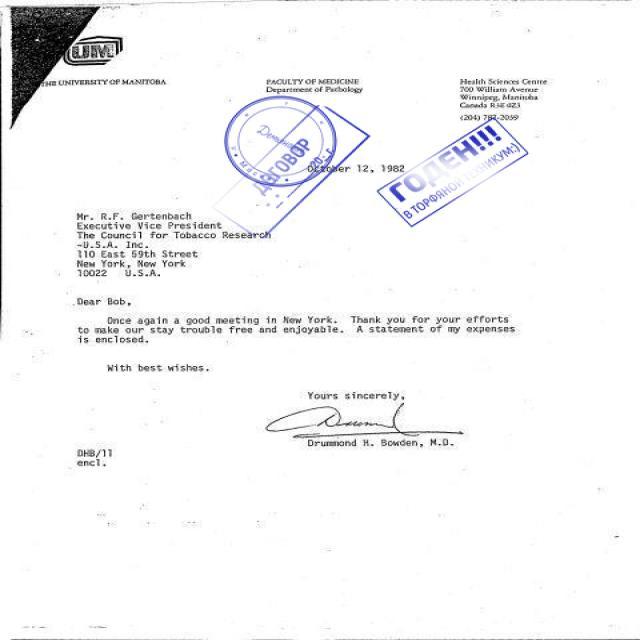 UM
THE UNIVERSITY OF MANITOBA
FACULTY OF MEDICINE
Department of Pathology
Health Sciences Centre
700 William Avenue
Winnipeg, Manitoba
Canada R3E 0Z3
(204) 787-2039
ДОГОВОР
ГОДЕН!!!
В ТОРФЯНОЙ ТЕХНИКУМ:)
October 12, 1982
Mr. R.F. Gertenbach
Executive Vice President
The Council for Tobacco Research
-U.S.A. Inc.
110 East 59th Street
New York, New York
10022 U.S.A.
Dear Bob,
Once again a good meeting in New York. Thank you for your efforts
to make our stay trouble free and enjoyable. A statement of my expenses
is enclosed.
With best wishes.
Yours sincerely,
Drummond H. Bowden, M.D.
DHB/11
encl.